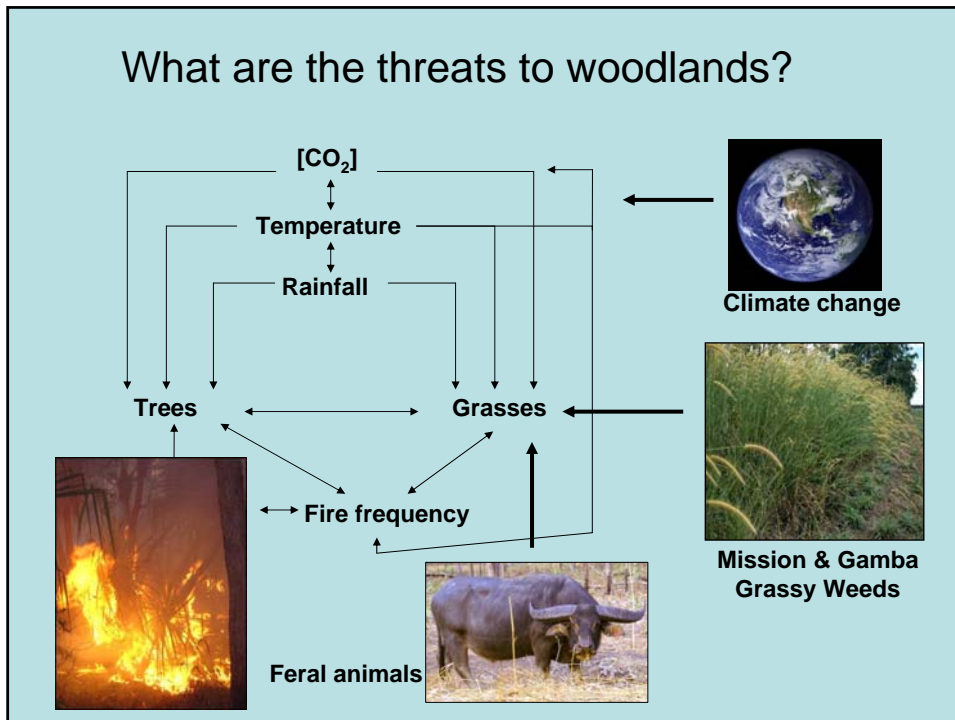 What are the threats to woodlands?
[CO₂]
Temperature
Rainfall
Climate change
Trees
Grasses
Fire frequency
Mission & Gamba
Grassy Weeds
Feral animals